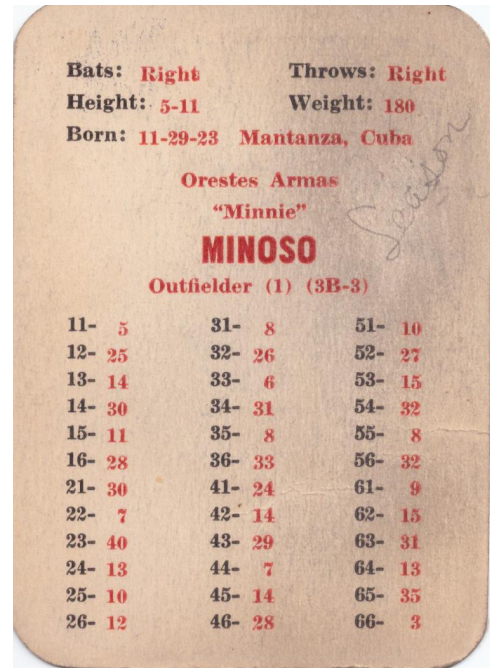 Bats: Right Throws: Right
Height: 5-11 Weight: 180
Born: 11-29-23 Mantanza, Cuba
Orestes Armas
“Minnie”
MINOSO
Outfielder (1) (3B-3)
11- 5 31- 8 51- 10
12- 25 32- 26 52- 27
13- 14 33- 6 53- 15
14- 30 34- 31 54- 32
15- 11 35- 8 55- 8
16- 28 36- 33 56- 32
21- 30 41- 24 61- 9
22- 7 42- 14 62- 15
23- 40 43- 29 63- 31
24- 13 44- 7 64- 13
25- 10 45- 14 65- 35
26- 12 46- 28 66- 3